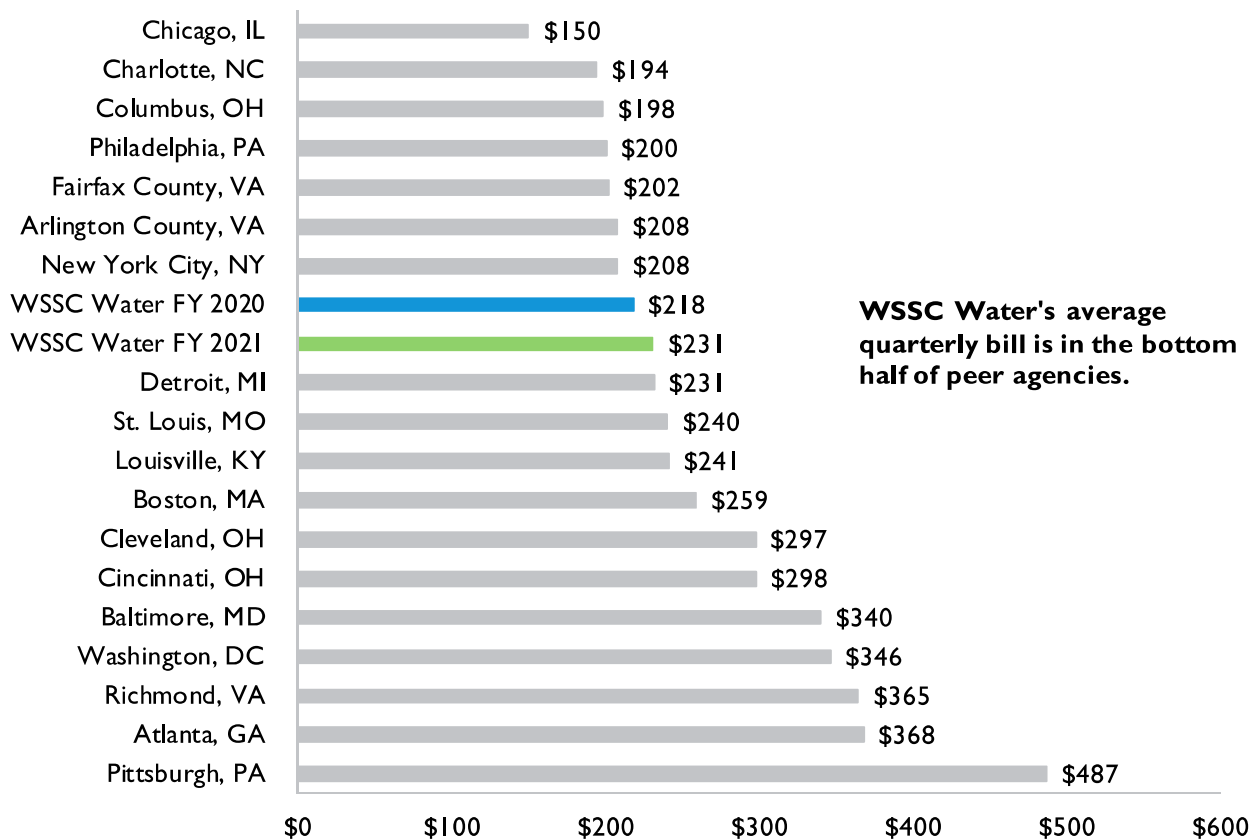 Chicago, IL $150
Charlotte, NC $194
Columbus, OH $198
Philadelphia, PA $200
Fairfax County, VA $202
Arlington County, VA $208
New York City, NY $208
WSSC Water FY 2020 $218
WSSC Water FY 2021 $231
Detroit, MI $231
St. Louis, MO $240
Louisville, KY $241
Boston, MA $259
Cleveland, OH $297
Cincinnati, OH $298
Baltimore, MD $340
Washington, DC $346
Richmond, VA $365
Atlanta, GA $368
Pittsburgh, PA $487
$0 $100 $200 $300 $400 $500 $600
WSSC Water's average
quarterly bill is in the bottom
half of peer agencies.